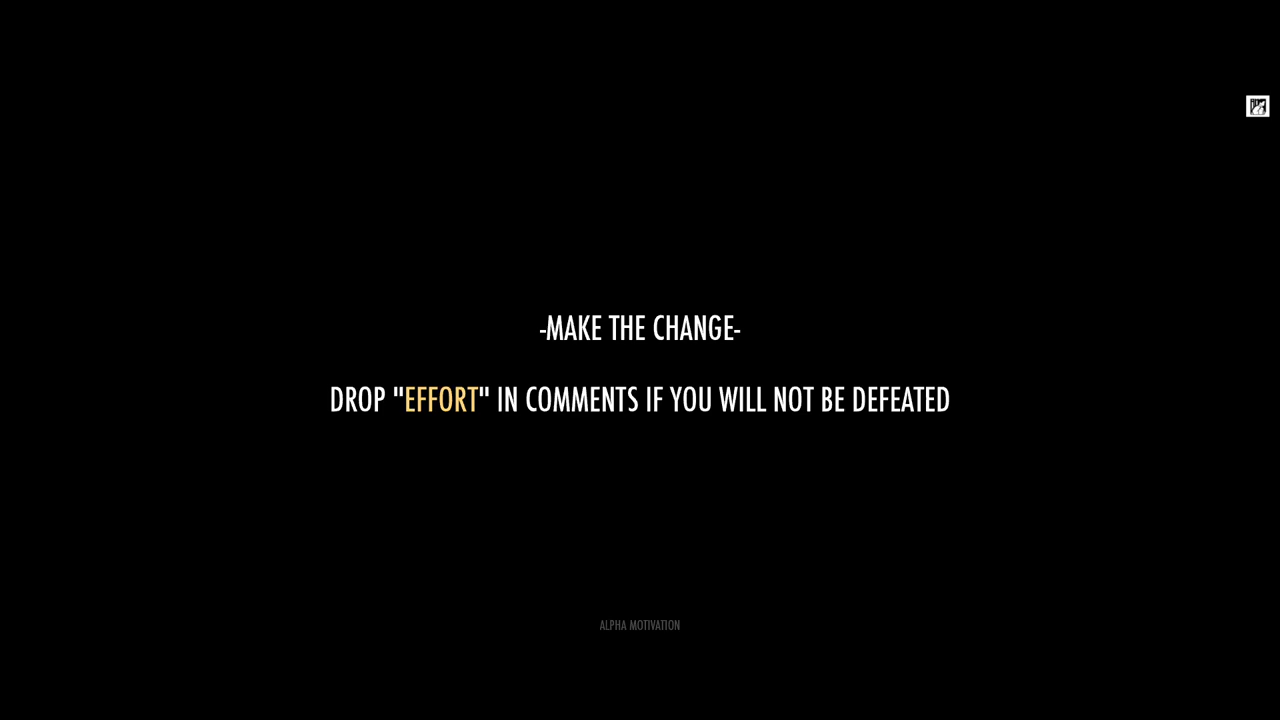 -MAKE THE CHANGE-
DROP "EFFORT" IN COMMENTS IF YOU WILL NOT BE DEFEATED
ALPHA MOTIVATION